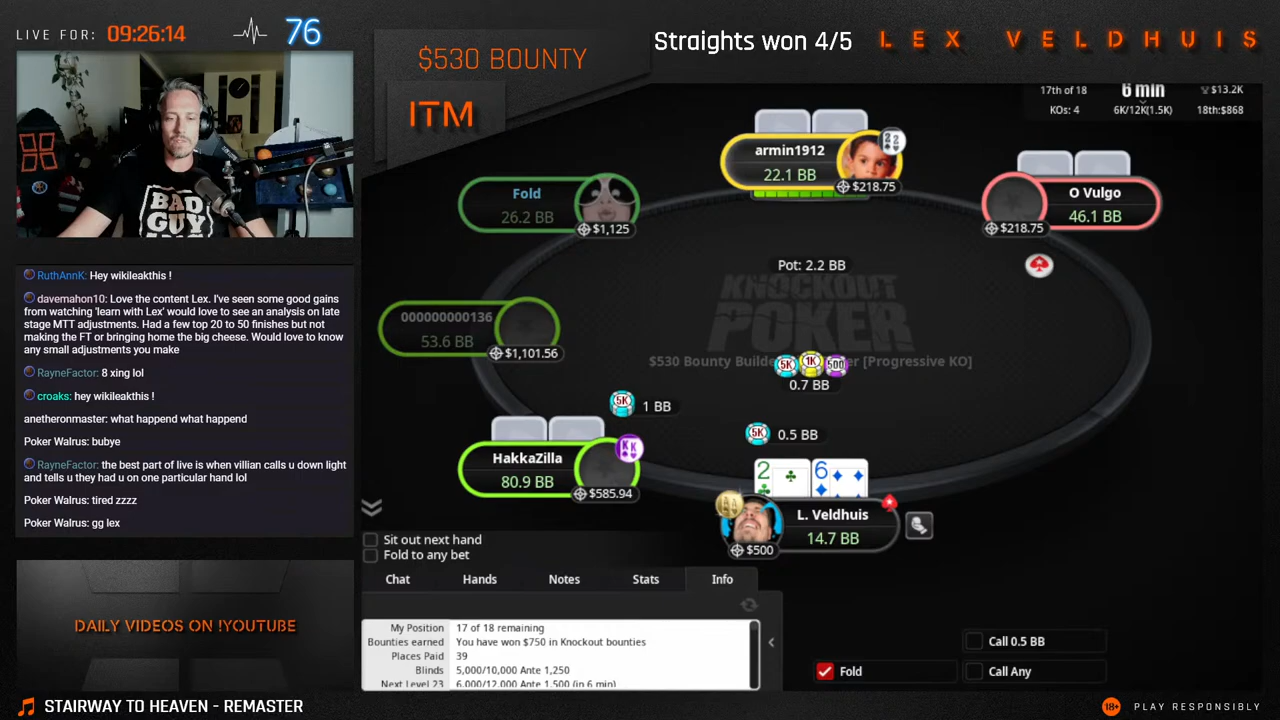 LIVE FOR: 09:26:14 76
$530 BOUNTY
ITM
Straights won 4/5
LEX VELDHUIS
17th of 18
KOs: 4
6 min
6K/12K(1.5K)
$13.2K
18th:$868
BAD
GUY
RuthAnnK: Hey wikileakthis !
davemahon10: Love the content Lex. I've seen some good gains
from watching 'learn with Lex' would love to see an analysis on late
stage MTT adjustments. Had a few top 20 to 50 finishes but not
making the FT or bringing home the big cheese. Would love to know
any small adjustments you make
RayneFactor: 8 xing lol
croaks: hey wikileakthis !
anetheronmaster: what happend what happend
Poker Walrus: bubye
RayneFactor: the best part of live is when villian calls u down light
and tells u they had u on one particular hand lol
Poker Walrus: tired zzzz
Poker Walrus: gg lex
DAILY VIDEOS ON !YOUTUBE
armin1912
22.1 BB
$218.75
2 2
Fold
26.2 BB
$1,125
O Vulgo
46.1 BB
$218.75
Pot: 2.2 BB
KNOCKOUT
POKER
000000000136
53.6 BB
$1,101.56
$530 Bounty Builde
er [Progressive KO]
5K 1K 500
0.7 BB
5K 1 BB
5K 0.5 BB
HakkaZilla
80.9 BB
K K
$585.94
2 6
L. Veldhuis
14.7 BB
$500
Sit out next hand
Fold to any bet
Chat Hands Notes Stats Info
My Position 17 of 18 remaining
Bounties earned You have won $750 in Knockout bounties
Places Paid 39
Blinds 5,000/10,000 Ante 1,250
Next Level 23 6,000/12,000 Ante 1,500 (in 6 min)
Call 0.5 BB
Fold
Call Any
STAIRWAY TO HEAVEN - REMASTER
18+ PLAY RESPONSIBLY